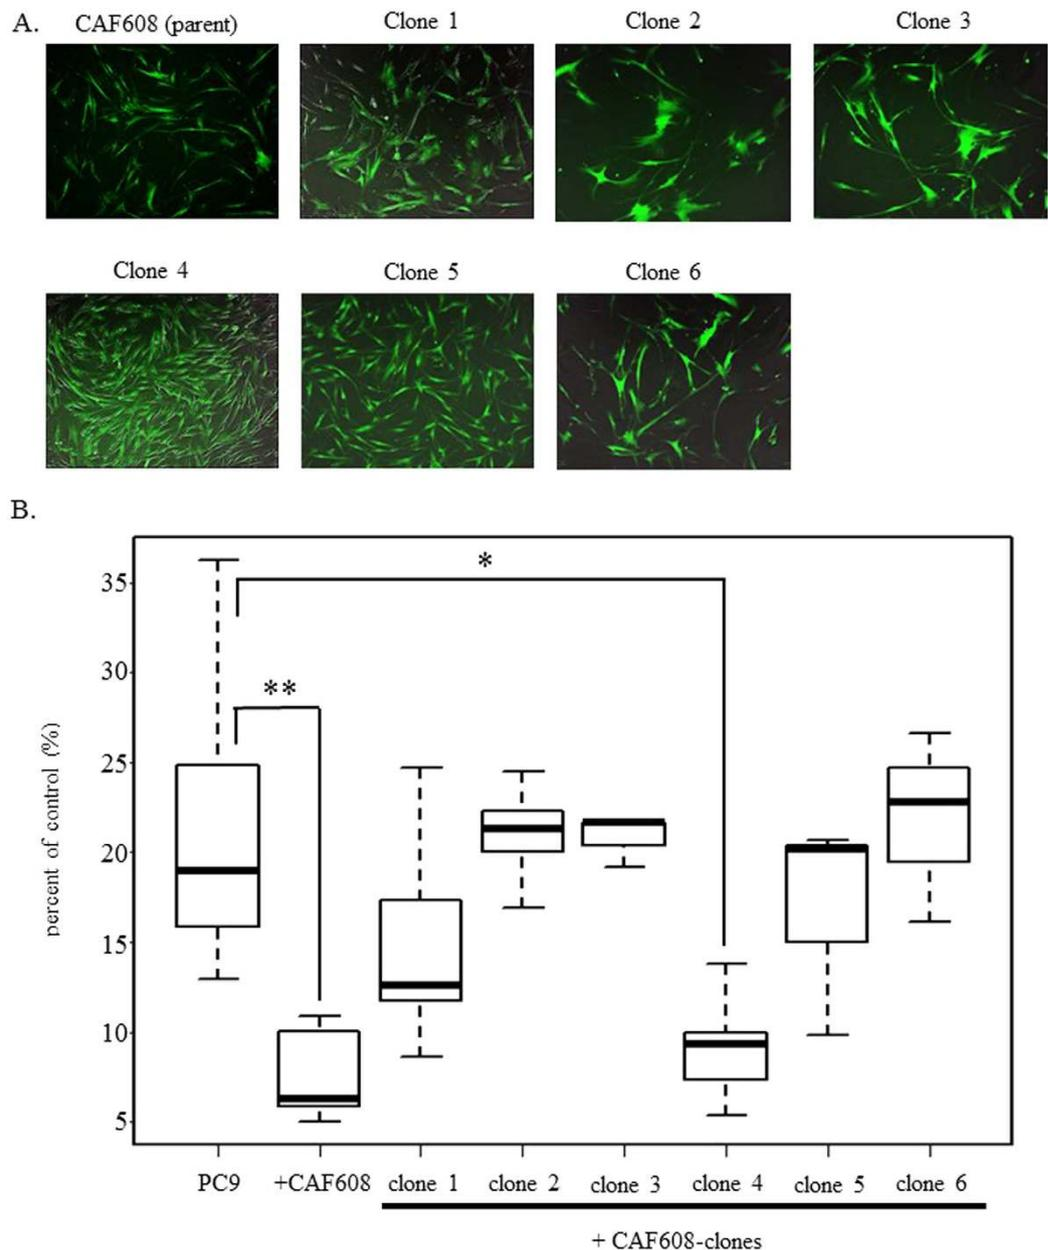 A.
CAF608 (parent)
Clone 1
Clone 2
Clone 3
Clone 4
Clone 5
Clone 6
B.
percent of control (%)
35
30
25
20
15
10
5
*
**
PC9
+CAF608
clone 1
clone 2
clone 3
clone 4
clone 5
clone 6
+ CAF608-clones